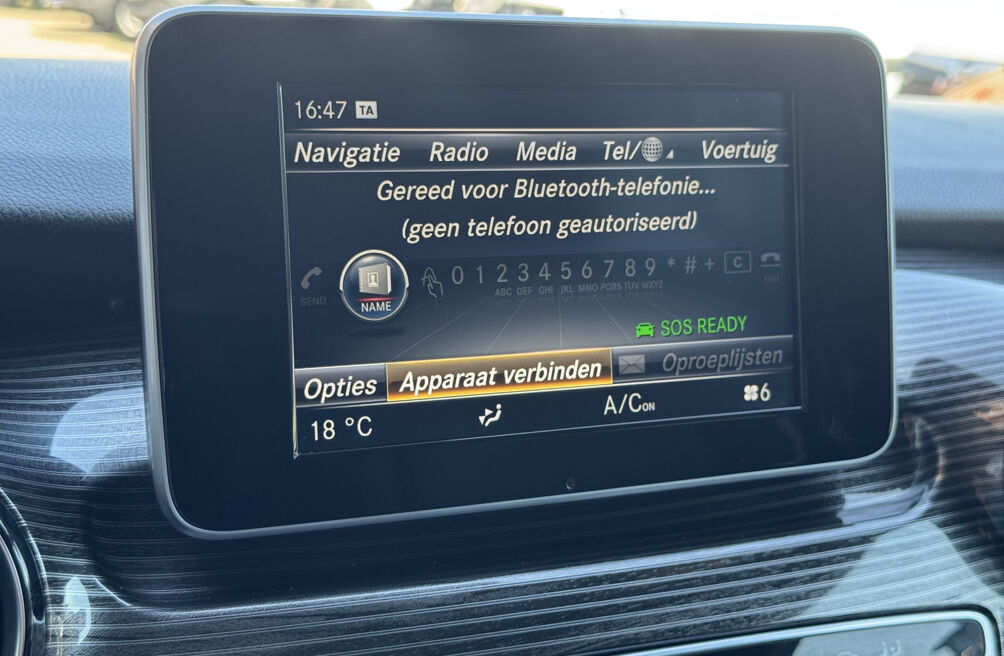 16:47 TA
Navigatie Radio Media Tel/ Voertuig
Gereed voor Bluetooth-telefonie...
(geen telefoon geautoriseerd)
SEND NAME 0 1 2 3 4 5 6 7 8 9 * # + C END
ABC DEF GHI JKL MNO PQRS TUV WXYZ
SOS READY
Opties Apparaat verbinden Oproeplijsten
18 °C A/C ON 6